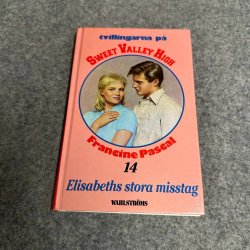 tvillingarna på
SWEET VALLEY HIGH
Francine Pascal
14
Elisabeths stora misstag
WAHLSTRÖMS